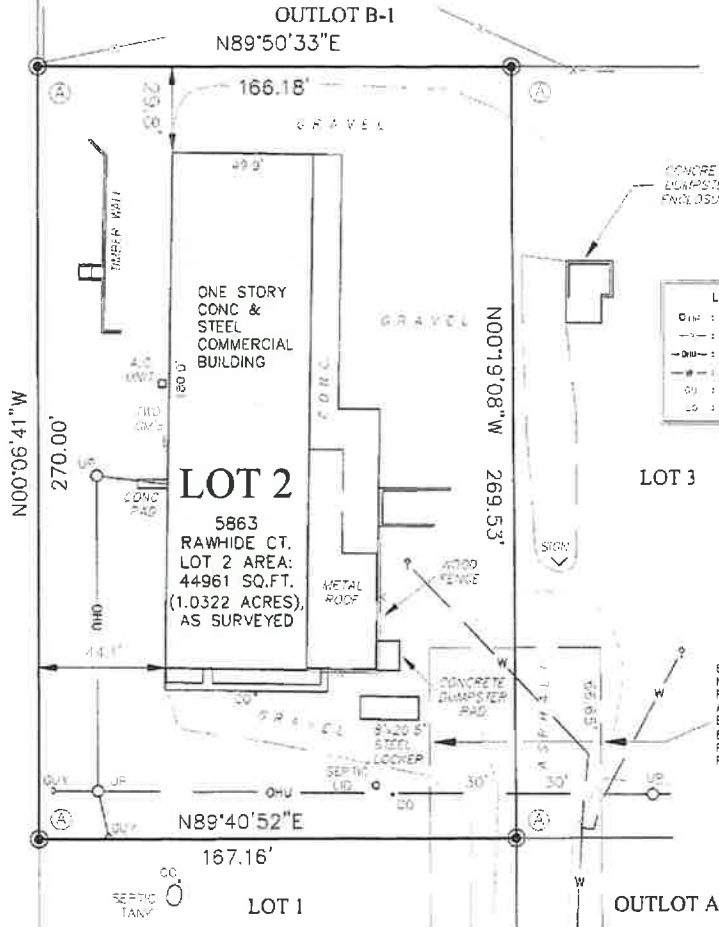 OUTLOT B-1
N89°50'33"E
166.18'
29.8'
A
A
GRAVEL
49.9'
TIMBER WALL
ONE STORY
CONC &
STEEL
COMMERCIAL
BUILDING
180.0'
CONC
GRAVEL
N00°19'08"W
269.53'
N00°06'41"W
270.00'
A.C.
UNIT
TWO
GM's
UP
CONC
PAD
LOT 2
5863
RAWHIDE CT.
LOT 2 AREA:
44961 SQ.FT.
(1.0322 ACRES),
AS SURVEYED
LOT 3
SIGN
WOOD
FENCE
METAL
ROOF
OHU
W
W
CONCRETE
DUMPSTER
PAD
GRAVEL
8'x20.5'
STEEL
LOCKER
ASPHALT
65.65'
SEPTIC
LID
CO
30'
30'
GUY
UP
OHU
UP
A
GUY
N89°40'52"E
167.16'
A
CO
SEPTIC
TANK
LOT 1
W
OUTLOT A